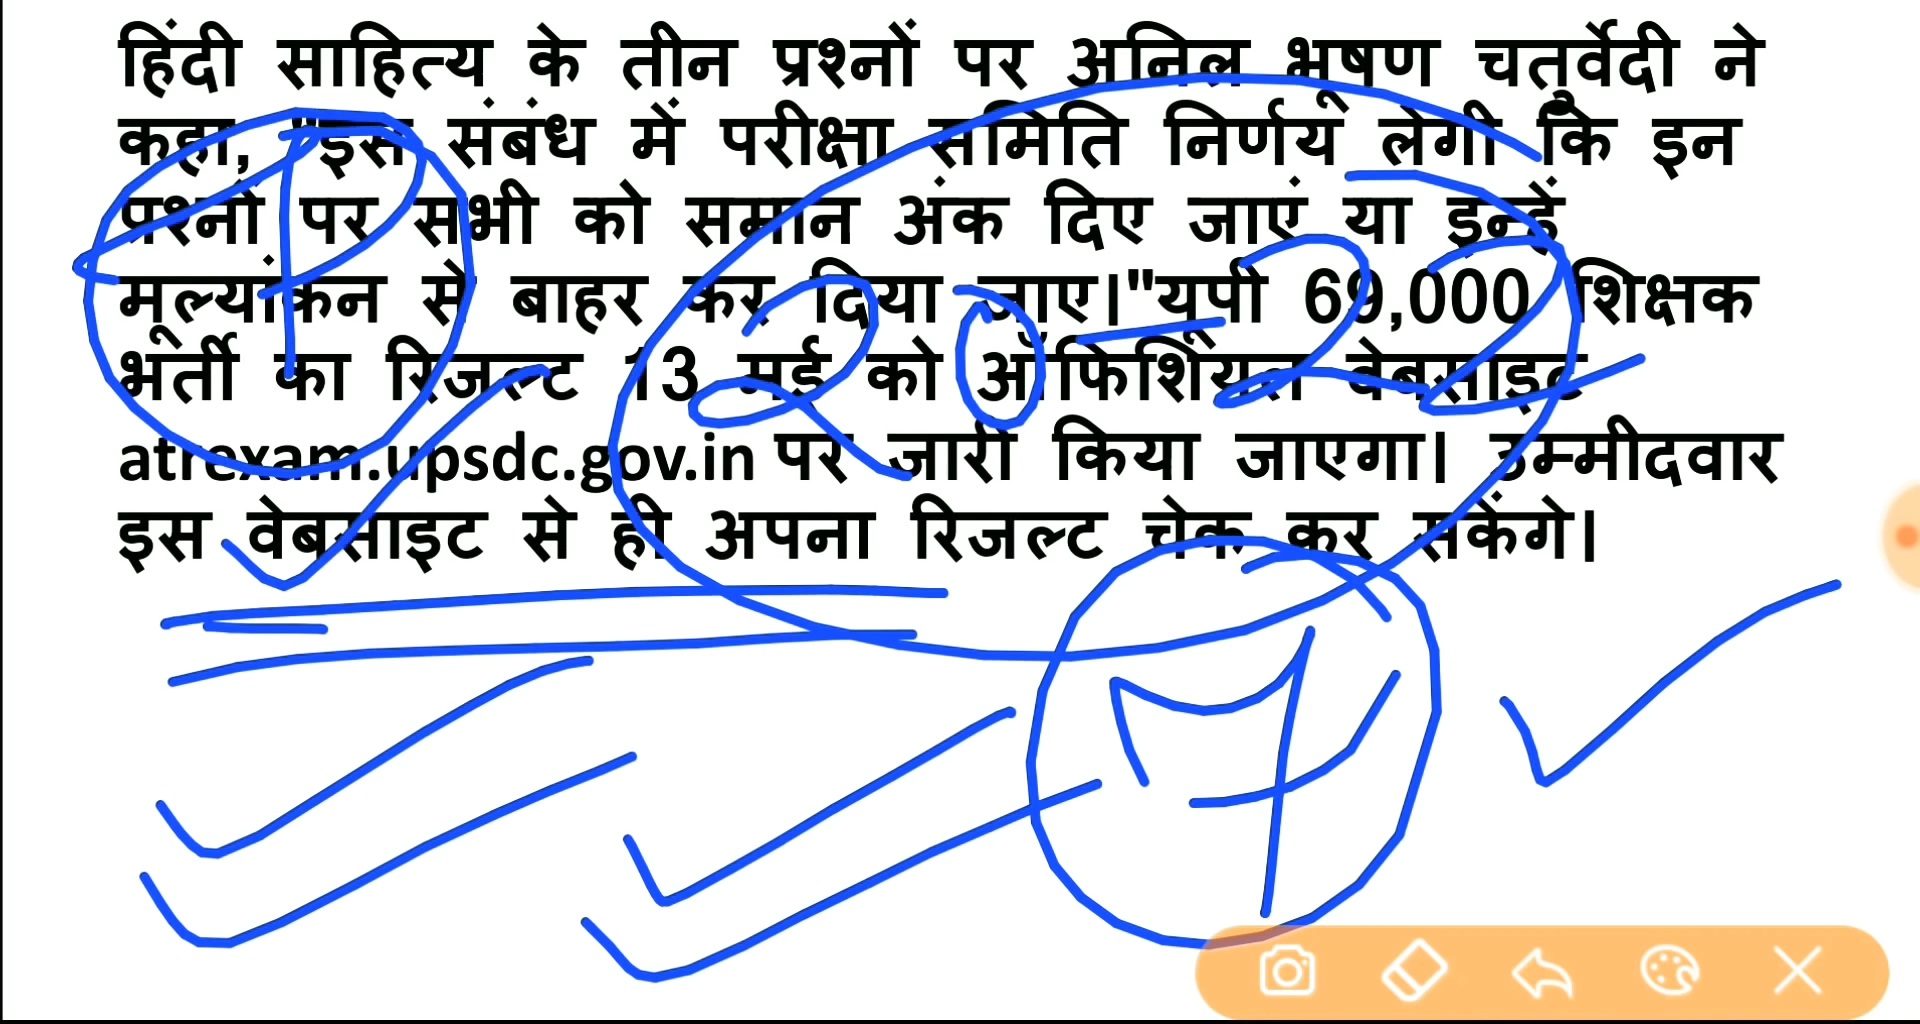 हिंदी साहित्य के तीन प्रश्नों पर अनिल भूषण चतुर्वेदी ने
कहा, "इस संबंध में परीक्षा समिति निर्णय लेगी कि इन
प्रश्नों पर सभी को समान अंक दिए जाएं या इन्हें
मूल्यांकन से बाहर कर दिया जाए।"यूपी 69,000 शिक्षक
भर्ती का रिजल्ट 13 मई को ऑफिशियल वेबसाइट
atrexam.upsdc.gov.in पर जारी किया जाएगा। उम्मीदवार
इस वेबसाइट से ही अपना रिजल्ट चेक कर सकेंगे।
20-22